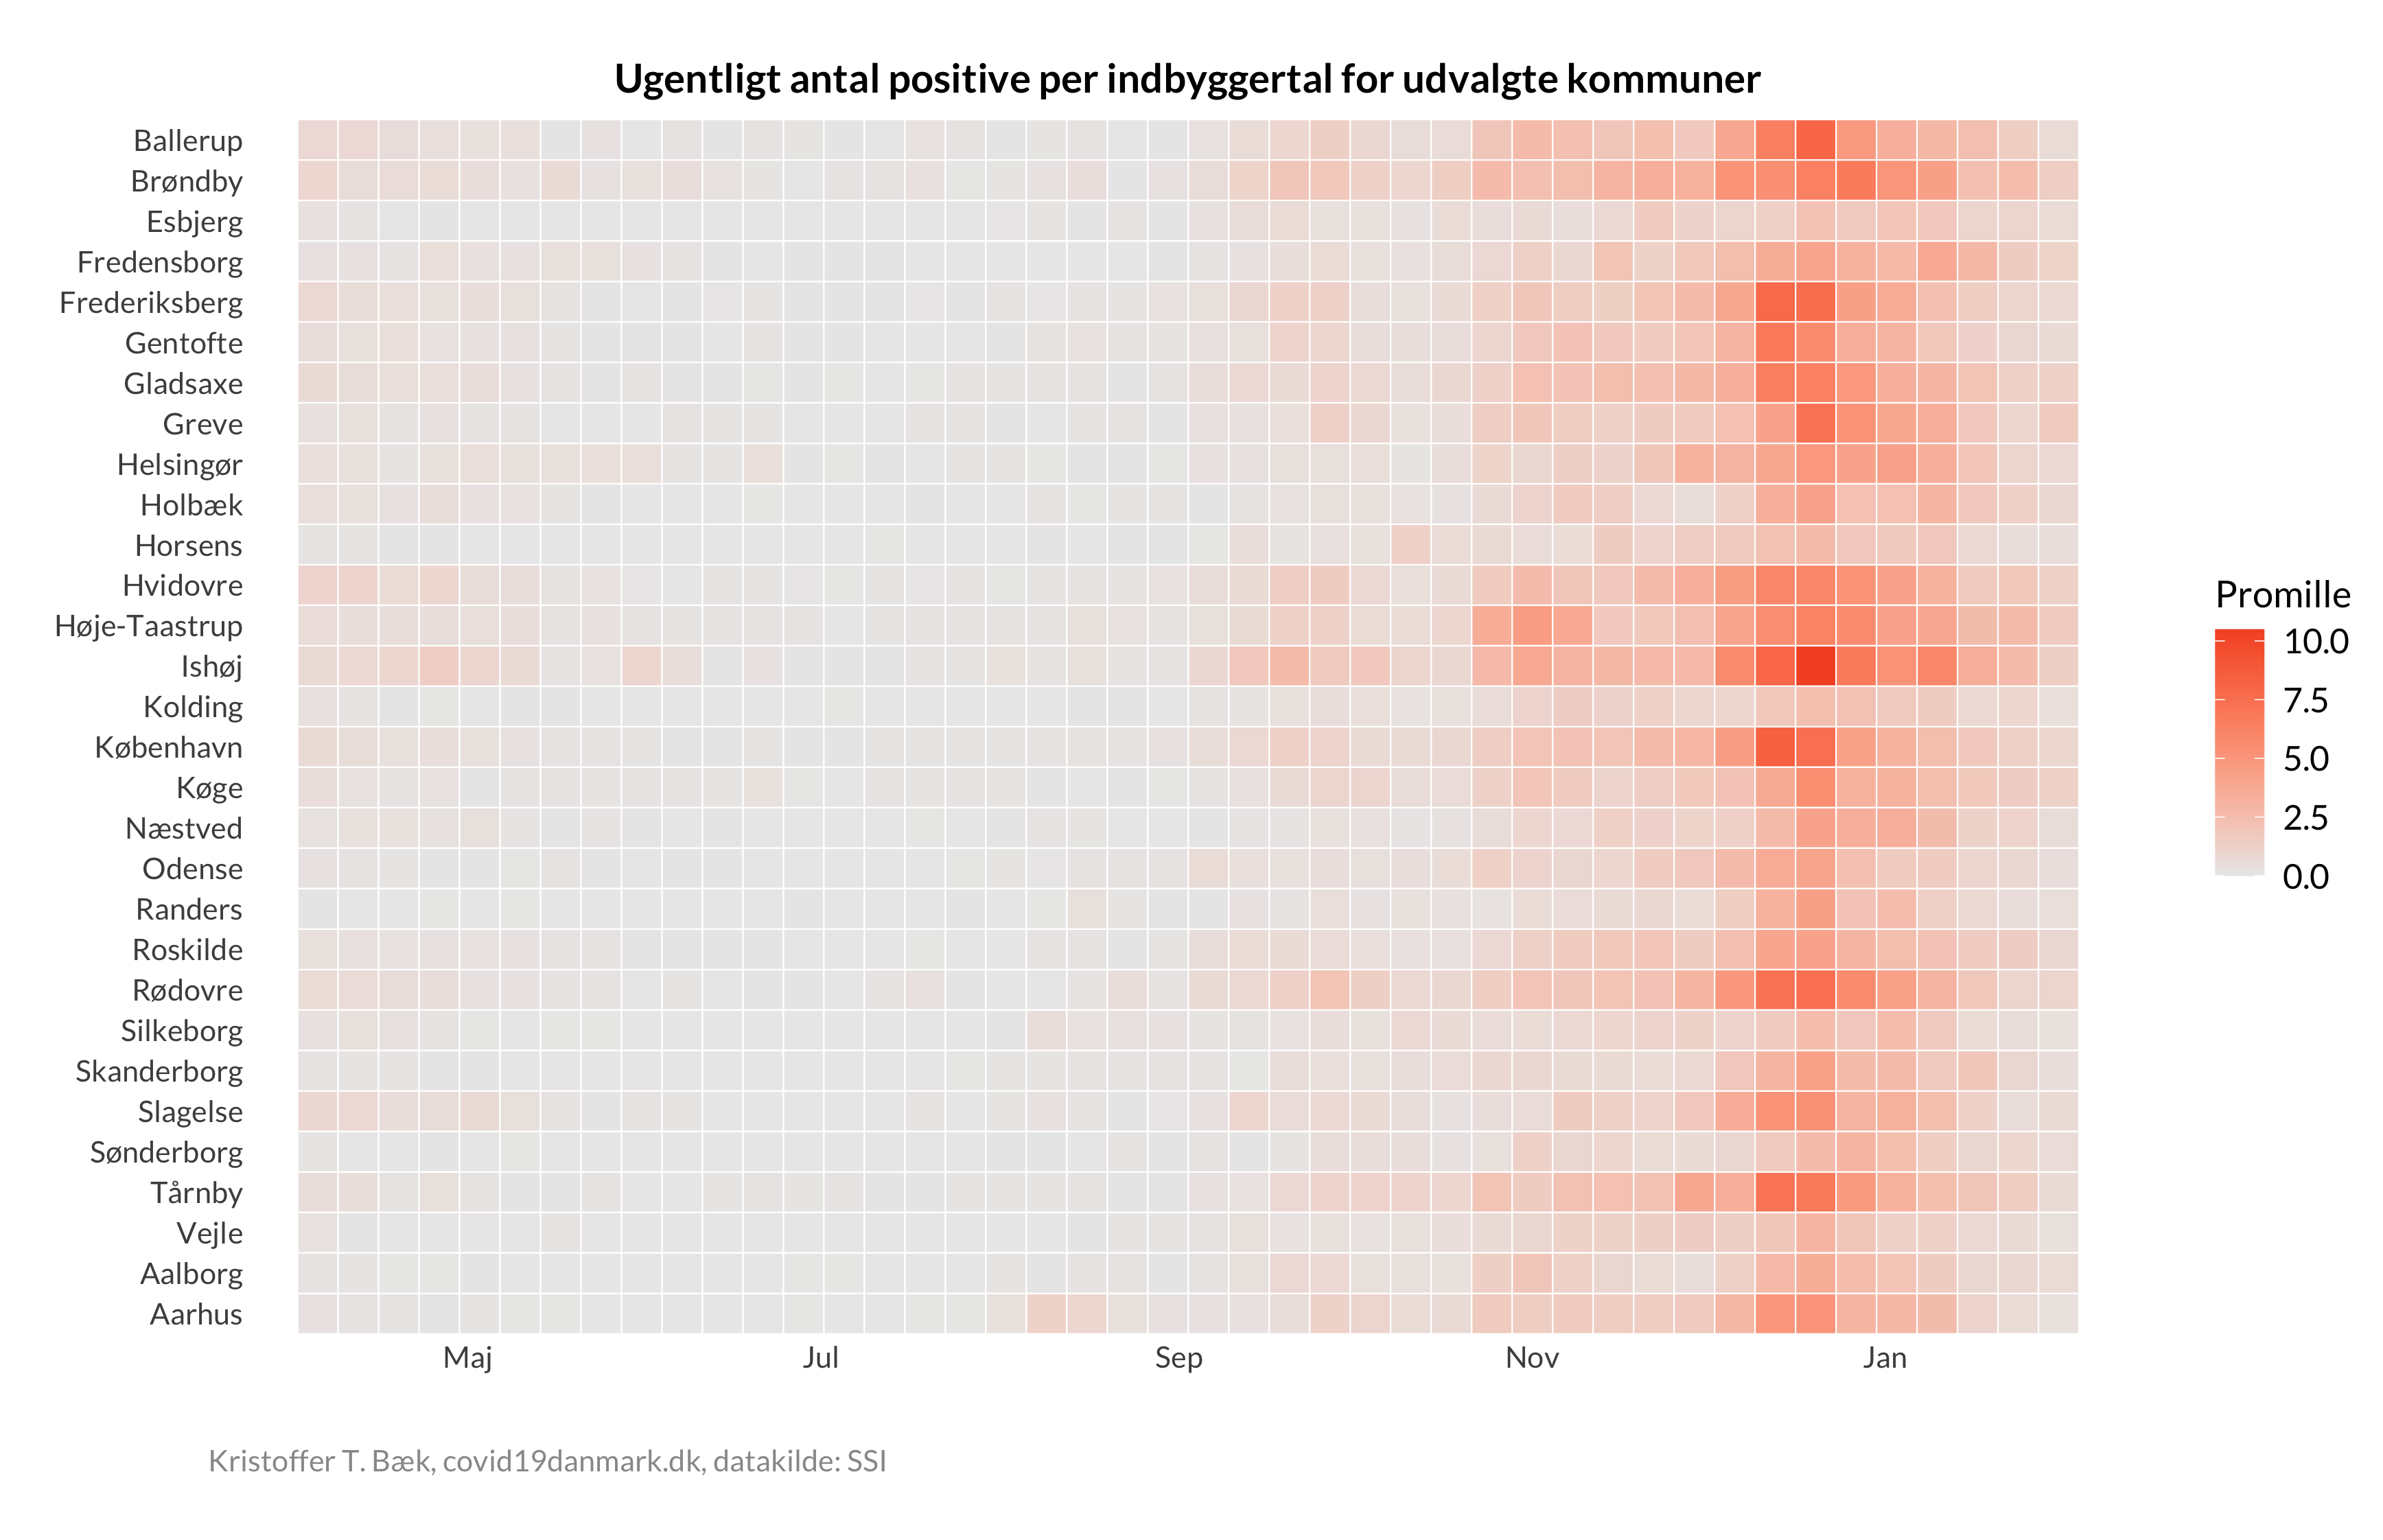 Ugentligt antal positive per indbyggertal for udvalgte kommuner
Ballerup
Brøndby
Esbjerg
Fredensborg
Frederiksberg
Gentofte
Gladsaxe
Greve
Helsingør
Holbæk
Horsens
Hvidovre
Høje-Taastrup
Ishøj
Kolding
København
Køge
Næstved
Odense
Randers
Roskilde
Rødovre
Silkeborg
Skanderborg
Slagelse
Sønderborg
Tårnby
Vejle
Aalborg
Aarhus
Maj Jul Sep Nov Jan
Promille
10.0
7.5
5.0
2.5
0.0
Kristoffer T. Bæk, covid19danmark.dk, datakilde: SSI